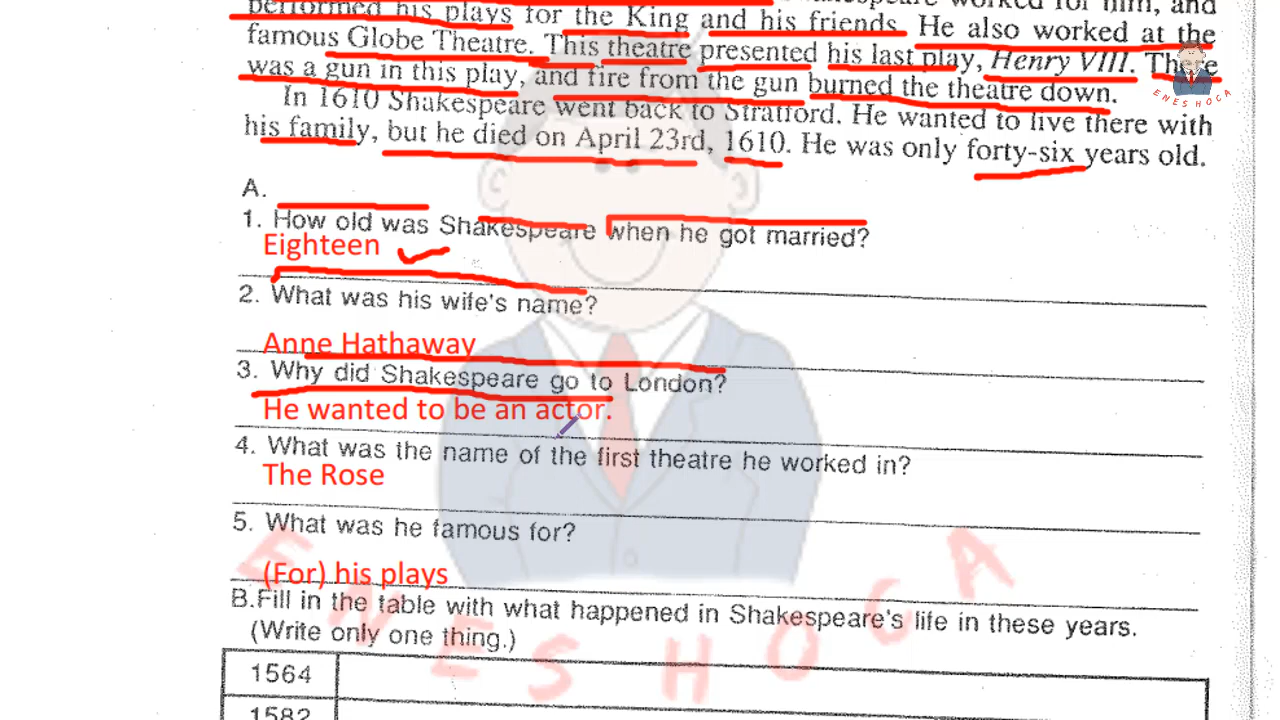 performed his plays for the King and his friends. He also worked at the
famous Globe Theatre. This theatre presented his last play, Henry VIII. There
was a gun in this play, and fire from the gun burned the theatre down.
In 1610 Shakespeare went back to Stratford. He wanted to live there with
his family, but he died on April 23rd, 1610. He was only forty-six years old.
ENES HOCA
A.
1. How old was Shakespeare when he got married?
Eighteen
2. What was his wife's name?
Anne Hathaway
3. Why did Shakespeare go to London?
He wanted to be an actor.
4. What was the name of the first theatre he worked in?
The Rose
5. What was he famous for?
(For) his plays
B.Fill in the table with what happened in Shakespeare's life in these years.
(Write only one thing.)
1564
1582
ENES HOCA